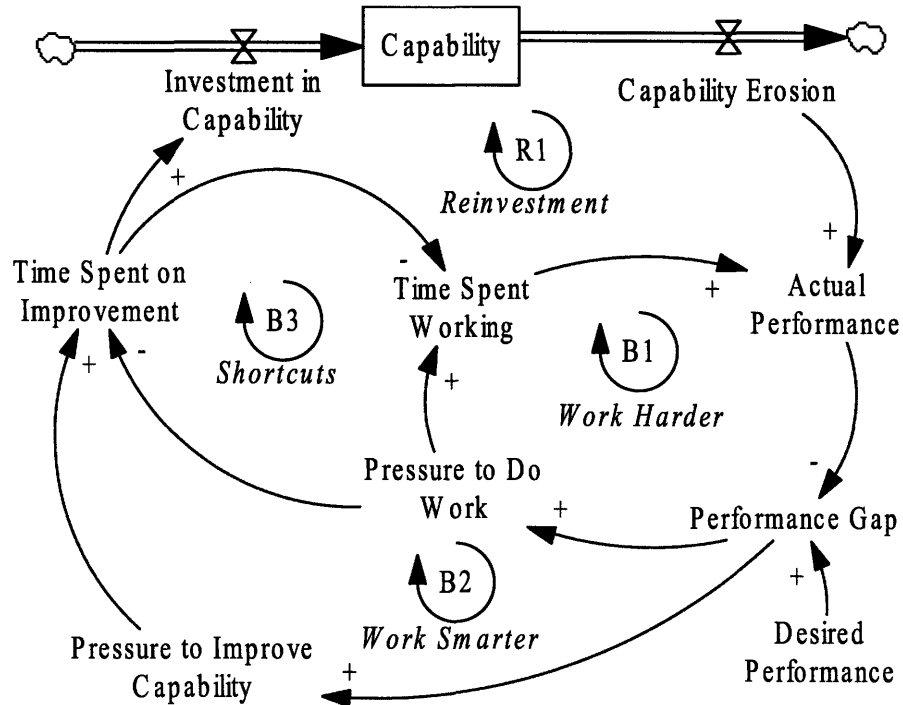 Capability
Investment in
Capability
Capability Erosion
R1
Reinvestment
+
+
-
Time Spent on
Improvement
B3
Shortcuts
Time Spent
Working
+
B1
Work Harder
Actual
Performance
+
-
+
Pressure to Do
Work
+
-
Performance Gap
B2
Work Smarter
+
Desired
Performance
Pressure to Improve
Capability
+